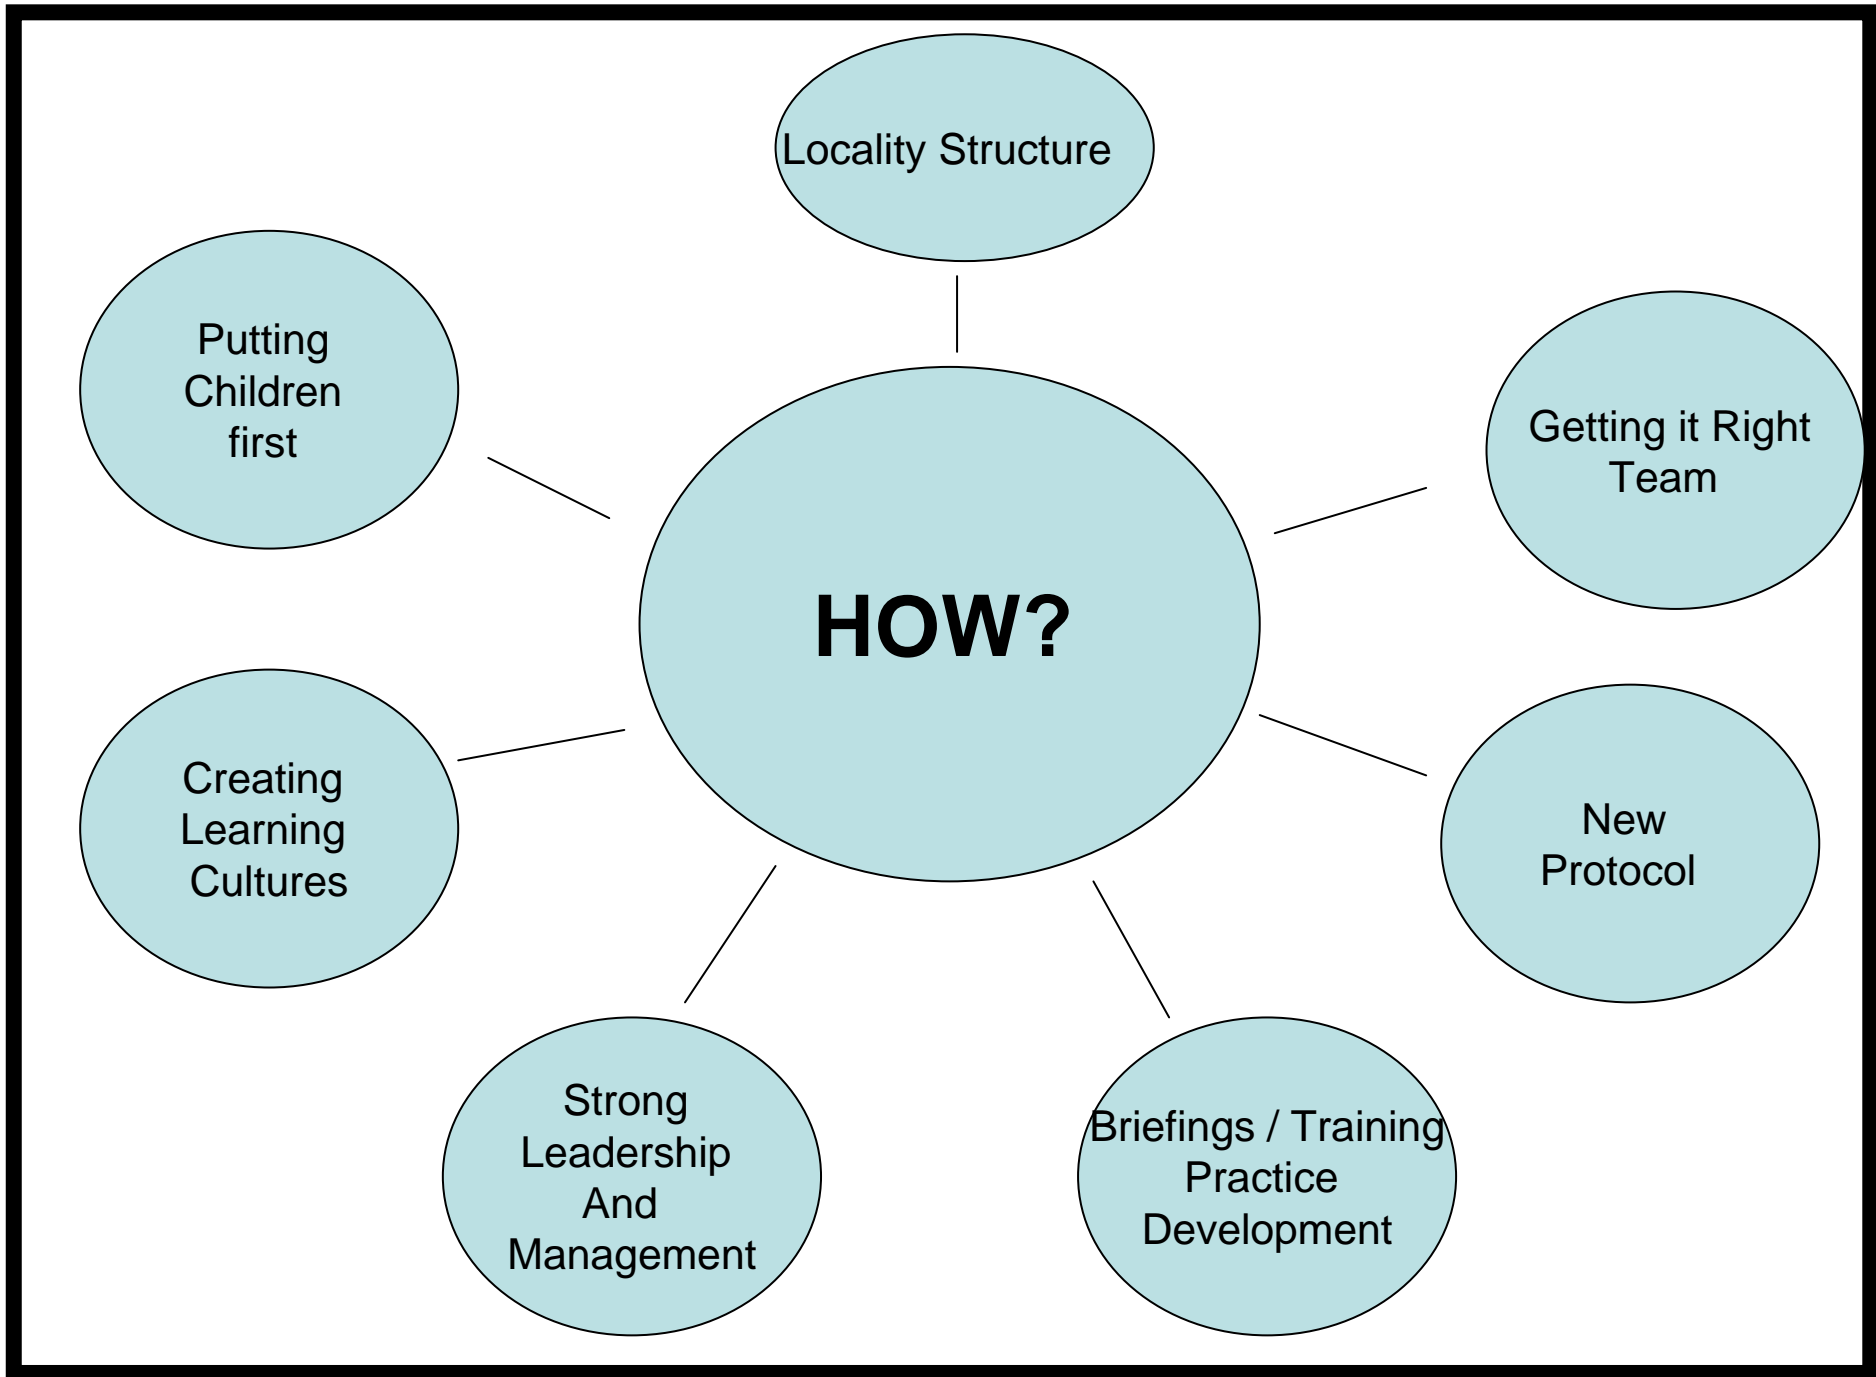 Locality Structure
Putting
Children
first
Getting it Right
Team
HOW?
Creating
Learning
Cultures
New
Protocol
Strong
Leadership
And
Management
Briefings / Training
Practice
Development